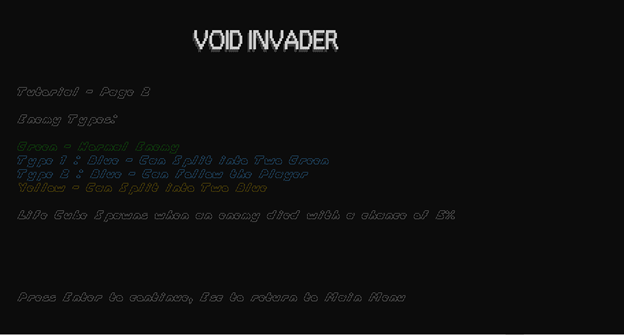 VOID INVADER
Tutorial - Page 2
Enemy Types:
Green - Normal Enemy
Type 1 : Blue - Can Split into Two Green
Type 2 : Blue - Can Follow the Player
Yellow - Can Split into Two Blue
Life Cube Spawns when an enemy died with a chance of 5%
Press Enter to continue, Esc to return to Main Menu